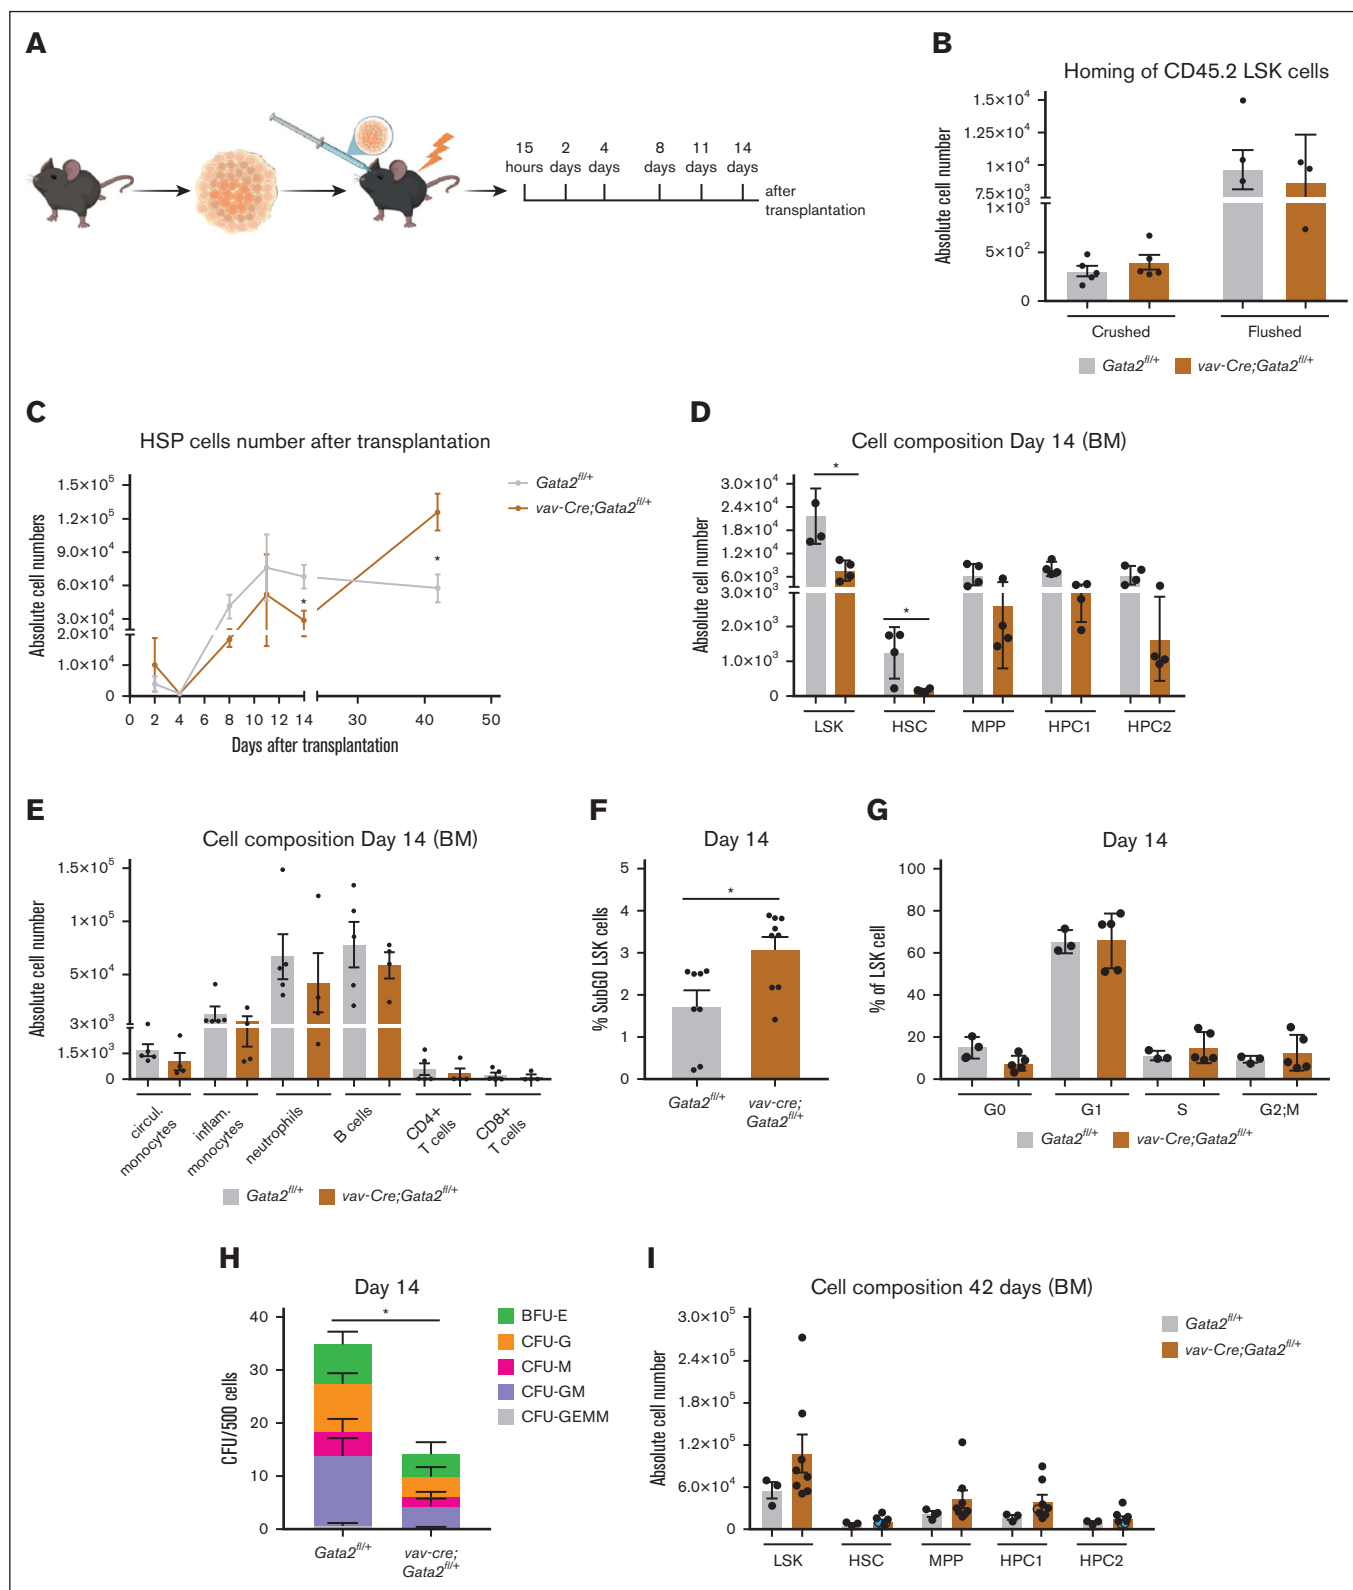 A
15 hours
2 days
4 days
8 days
11 days
14 days
after transplantation
B
Homing of CD45.2 LSK cells
Absolute cell number
1.5×10⁴
1.25×10⁴
1×10⁴
7.5×10³
1×10³
5×10²
0
Crushed
Flushed
Gata2ᶠˡ/⁺
vav-Cre;Gata2ᶠˡ/⁺
C
HSP cells number after transplantation
Absolute cell numbers
1.5×10⁵
1.2×10⁵
9.0×10⁴
6.0×10⁴
3.0×10⁴
2.0×10⁴
1.0×10⁴
0
* *
0 2 4 6 8 10 12 14 30 40 50
Days after transplantation
Gata2ᶠˡ/⁺
vav-Cre;Gata2ᶠˡ/⁺
D
Cell composition Day 14 (BM)
Absolute cell number
3.0×10⁴
2.4×10⁴
1.8×10⁴
1.2×10⁴
6.0×10³
3.0×10³
2.0×10³
1.0×10³
0
* *
LSK HSC MPP HPC1 HPC2
E
Cell composition Day 14 (BM)
Absolute cell number
1.5×10⁵
1×10⁵
5×10⁴
3×10³
1.5×10³
0
circul. monocytes
inflam. monocytes
neutrophils
B cells
CD4+ T cells
CD8+ T cells
Gata2ᶠˡ/⁺
vav-Cre;Gata2ᶠˡ/⁺
F
Day 14
% SubG0 LSK cells
5
4
3
2
1
0
*
Gata2ᶠˡ/⁺
vav-cre;
Gata2ᶠˡ/⁺
G
Day 14
% of LSK cell
100
80
60
40
20
0
G0 G1 S G2;M
Gata2ᶠˡ/⁺
vav-Cre;Gata2ᶠˡ/⁺
H
Day 14
CFU/500 cells
40
30
20
10
0
*
Gata2ᶠˡ/⁺
vav-cre;
Gata2ᶠˡ/⁺
BFU-E
CFU-G
CFU-M
CFU-GM
CFU-GEMM
I
Cell composition 42 days (BM)
Absolute cell number
3.0×10⁵
2.4×10⁵
1.8×10⁵
1.2×10⁵
6.0×10⁴
0
LSK HSC MPP HPC1 HPC2
Gata2ᶠˡ/⁺
vav-Cre;Gata2ᶠˡ/⁺